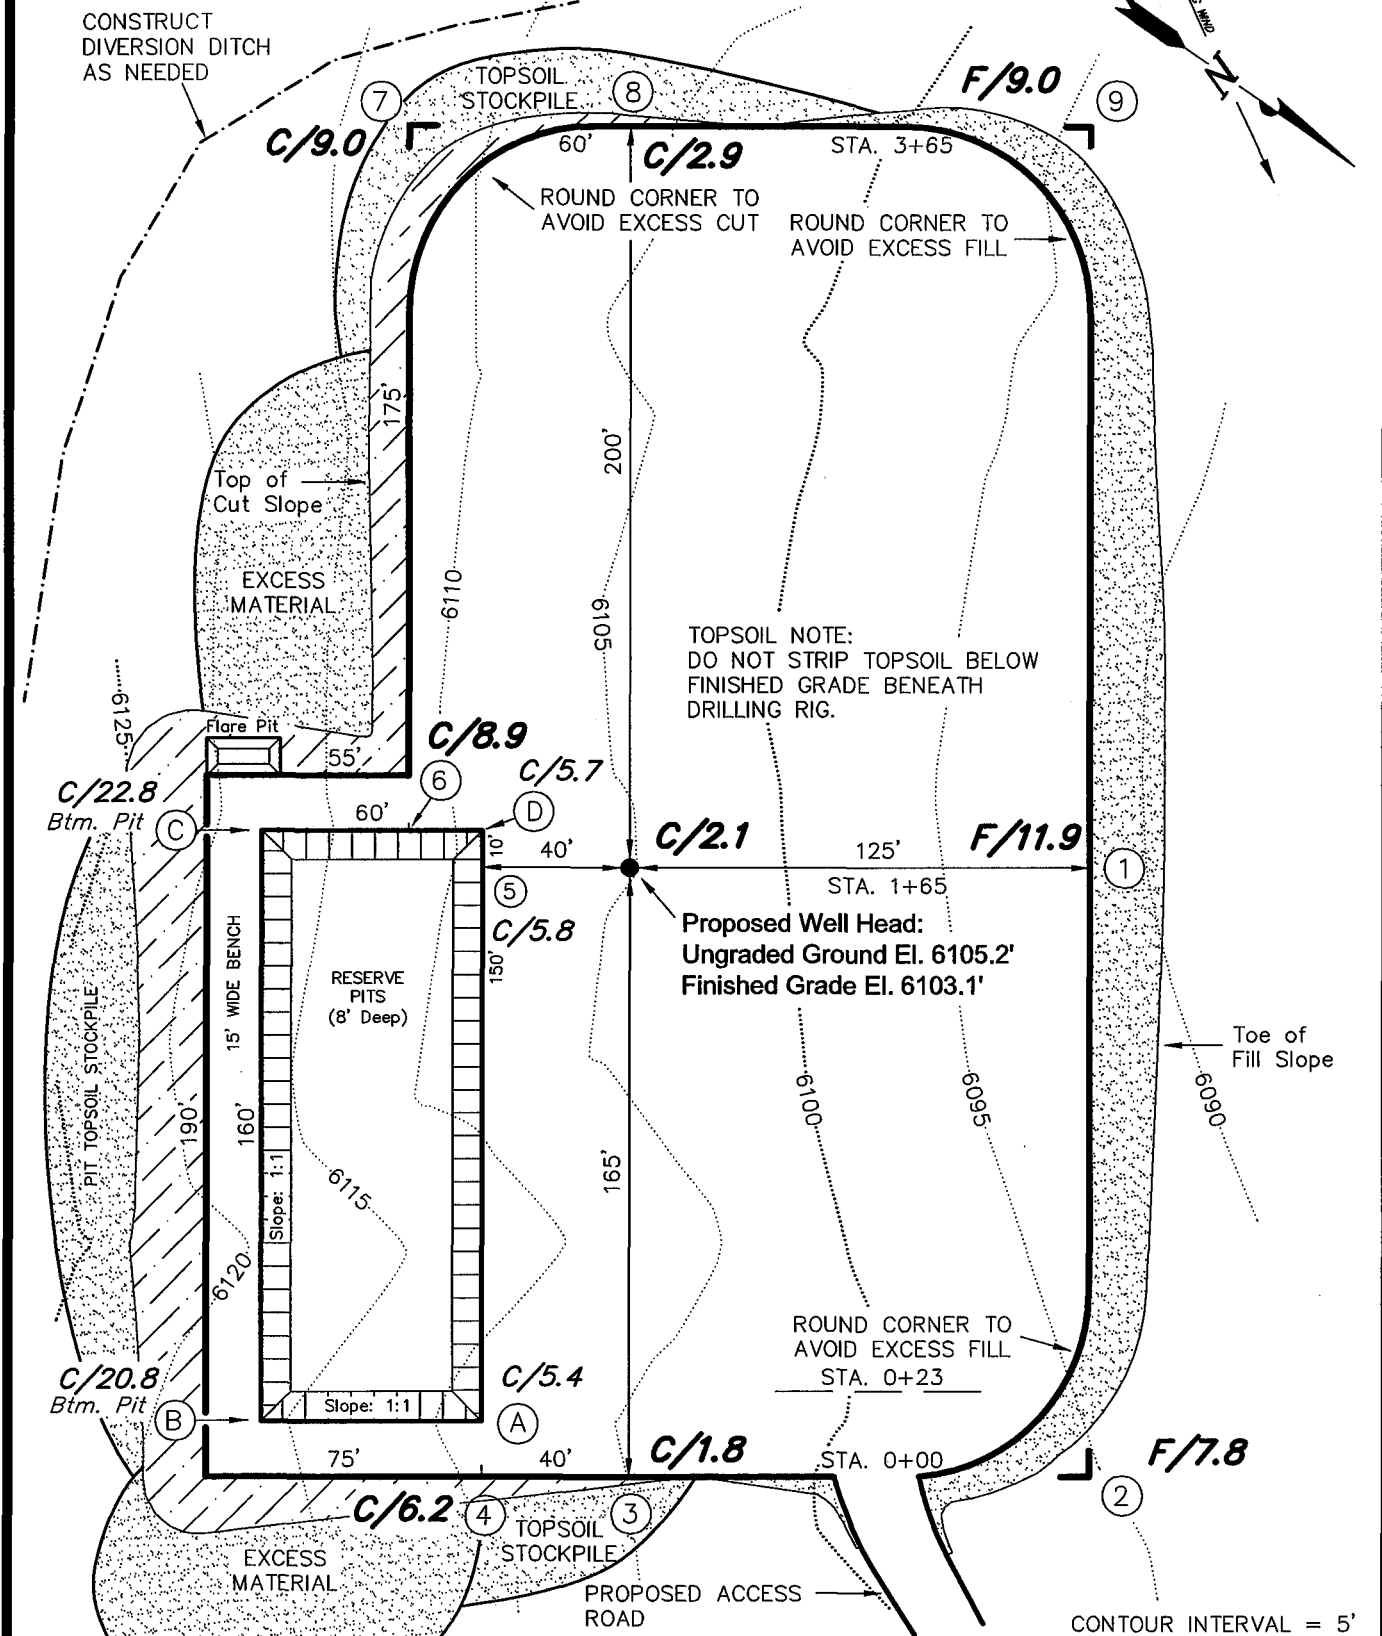 CONSTRUCT
DIVERSION DITCH
AS NEEDED
WIND
N
7
TOPSOIL
STOCKPILE
8
F/9.0
9
C/9.0
60'
C/2.9
STA. 3+65
ROUND CORNER TO
AVOID EXCESS CUT
ROUND CORNER TO
AVOID EXCESS FILL
175'
200'
Top of
Cut Slope
EXCESS
MATERIAL
6110
6105
TOPSOIL NOTE:
DO NOT STRIP TOPSOIL BELOW
FINISHED GRADE BENEATH
DRILLING RIG.
6125
Flare Pit
55'
C/8.9
6
C/5.7
D
C/22.8
Btm. Pit
C
60'
10'
40'
C/2.1
125'
F/11.9
STA. 1+65
1
5
C/5.8
Proposed Well Head:
Ungraded Ground El. 6105.2'
Finished Grade El. 6103.1'
150'
RESERVE
PITS
(8' Deep)
15' WIDE BENCH
PIT TOPSOIL STOCKPILE
190'
160'
Slope: 1:1
6115
6120
165'
6100
6095
6090
Toe of
Fill Slope
ROUND CORNER TO
AVOID EXCESS FILL
STA. 0+23
C/20.8
Btm. Pit
B
C/5.4
A
Slope: 1:1
75'
40'
C/1.8
STA. 0+00
F/7.8
2
C/6.2
4
3
TOPSOIL
STOCKPILE
EXCESS
MATERIAL
PROPOSED ACCESS
ROAD
CONTOUR INTERVAL = 5'